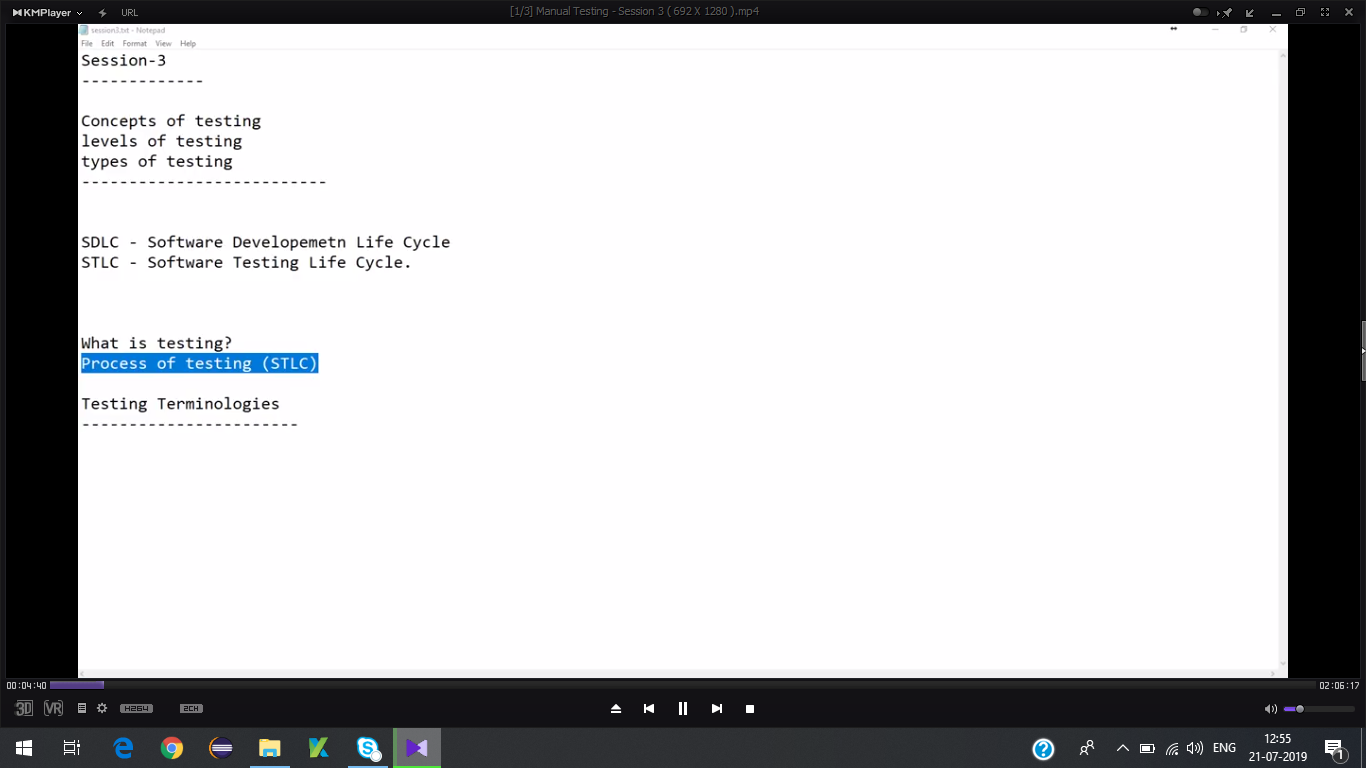 KMPlayer URL [1/3] Manual Testing - Session 3 ( 692 X 1280 ).mp4
session3.txt - Notepad
File Edit Format View Help
Session-3
-------------
Concepts of testing
levels of testing
types of testing
--------------------------
SDLC - Software Developemetn Life Cycle
STLC - Software Testing Life Cycle.
What is testing?
Process of testing (STLC)
Testing Terminologies
-----------------------
00:04:40 02:06:17
3D VR H264 2CH
ENG 12:55
21-07-2019
1